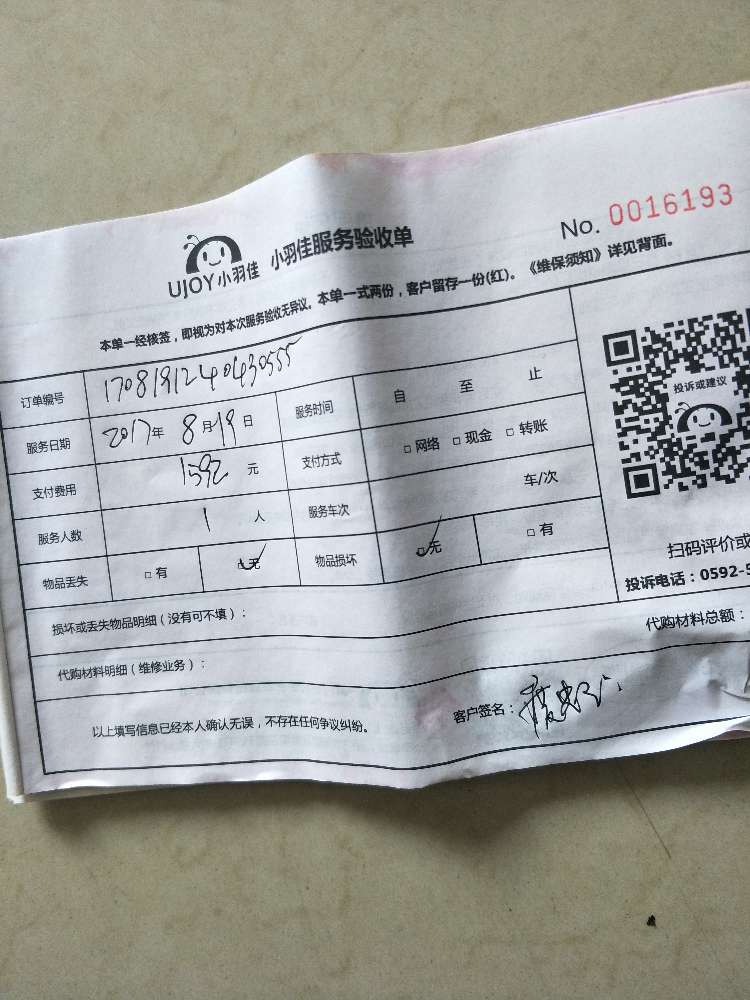 UJOY小羽佳 小羽佳服务验收单 No. 0016193
本单一经核签，即视为对本次服务验收无异议。本单一式两份，客户留存一份(红)。《维保须知》详见背面。
订单编号 1708191240430555
服务日期 2017年 8月19日 服务时间 自 至 止
支付费用 1592 元 支付方式 □网络 □现金 □转账
服务人数 1 人 服务车次 车/次
物品丢失 □有 □无 物品损坏 □无 □有
投诉或建议
扫码评价或
投诉电话：0592-5
损坏或丢失物品明细（没有可不填）：
代购材料明细（维修业务）： 代购材料总额：
以上填写信息已经本人确认无误，不存在任何争议纠纷。 客户签名：